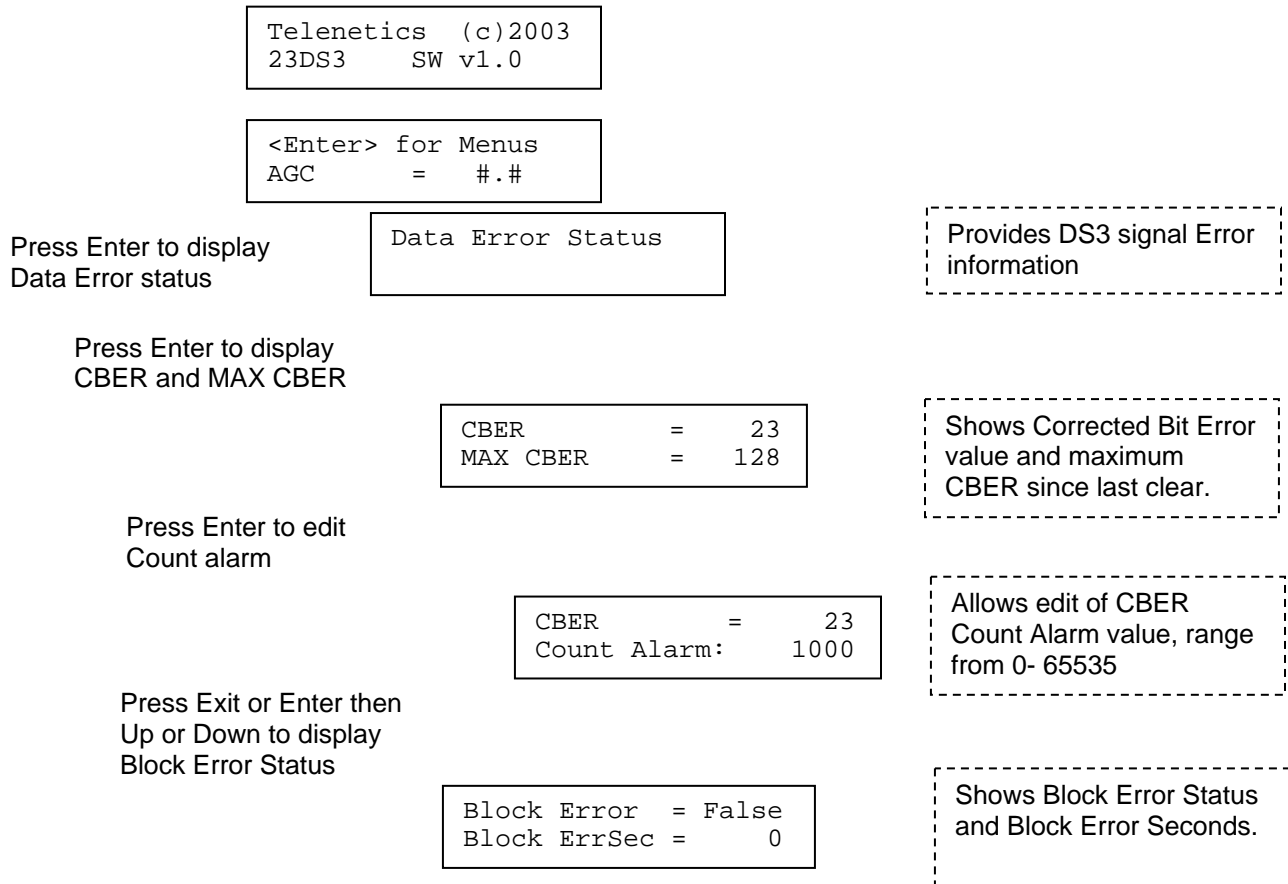 Telenetics (c)2003
23DS3 SW v1.0
<Enter> for Menus
AGC = #.#
Press Enter to display
Data Error status
Data Error Status
Provides DS3 signal Error
information
Press Enter to display
CBER and MAX CBER
CBER = 23
MAX CBER = 128
Shows Corrected Bit Error
value and maximum
CBER since last clear.
Press Enter to edit
Count alarm
CBER = 23
Count Alarm: 1000
Allows edit of CBER
Count Alarm value, range
from 0- 65535
Press Exit or Enter then
Up or Down to display
Block Error Status
Block Error = False
Block ErrSec = 0
Shows Block Error Status
and Block Error Seconds.